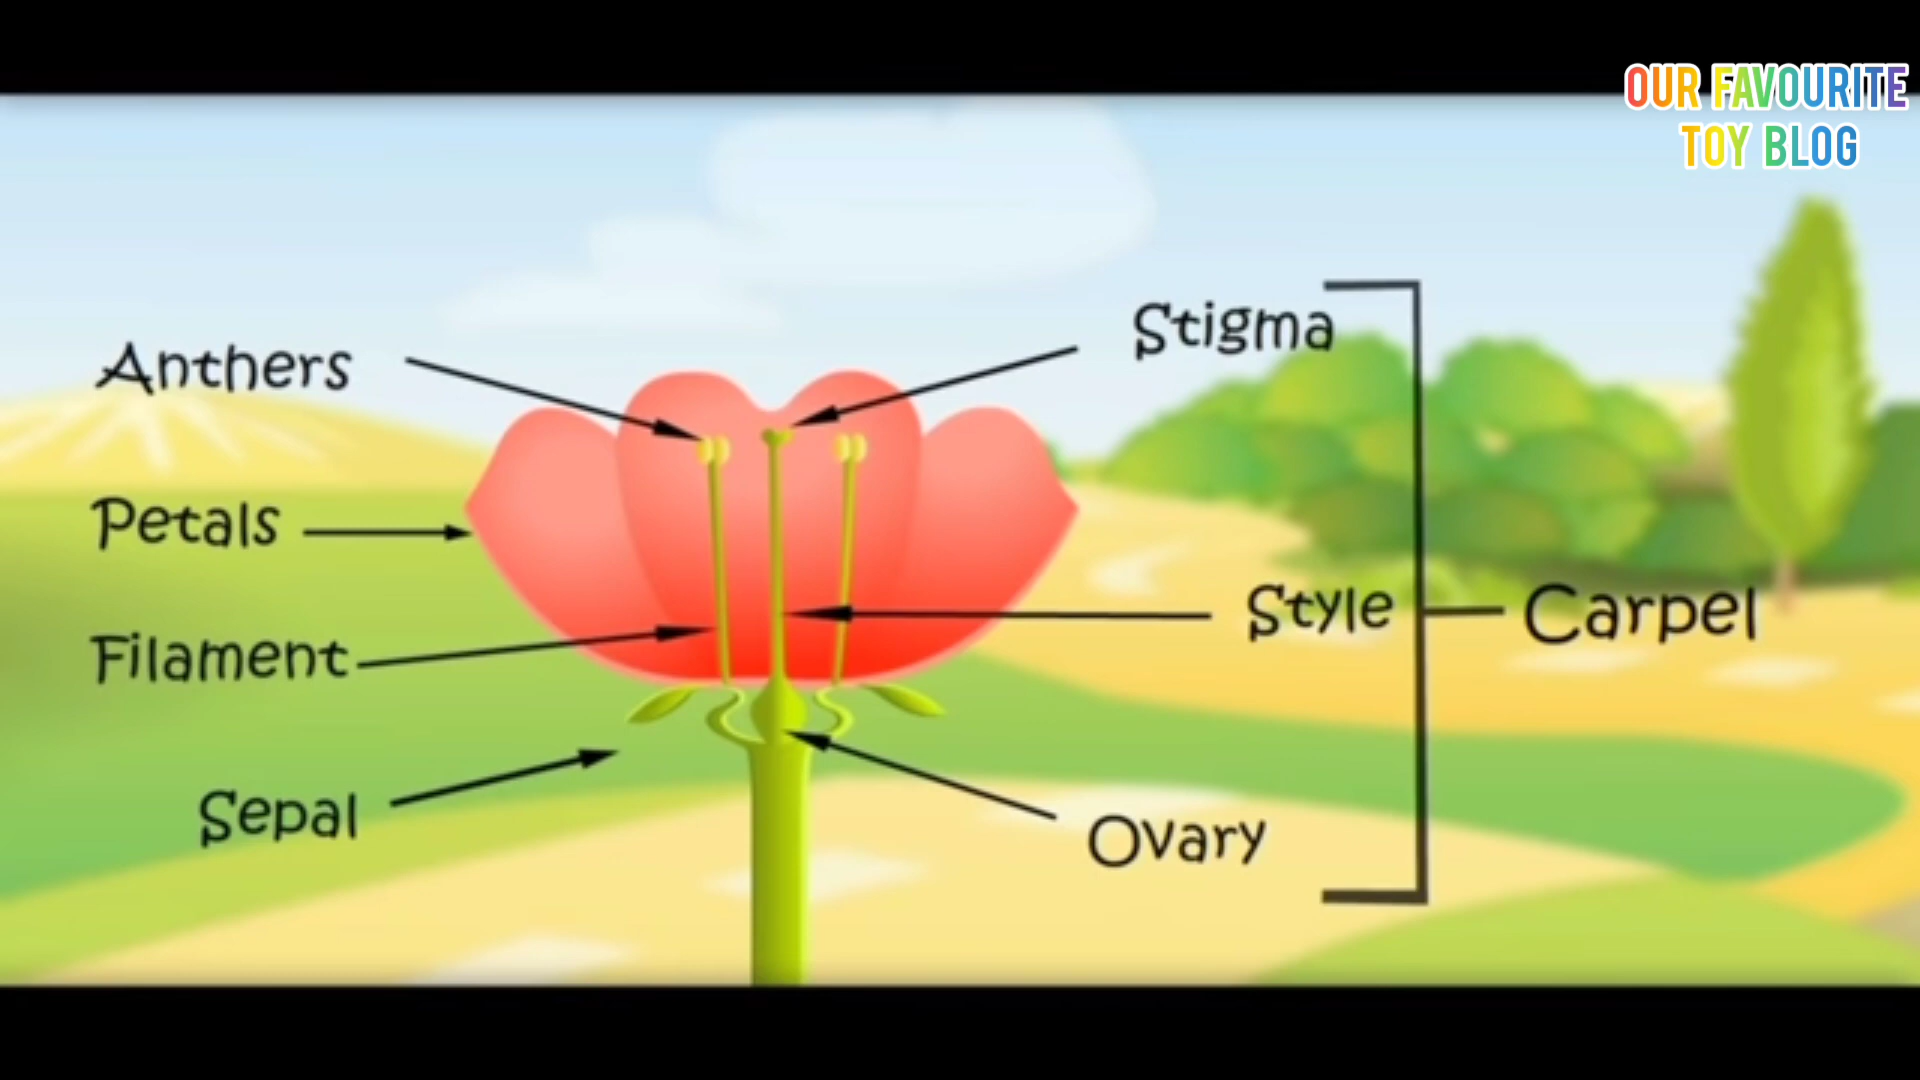 OUR FAVOURITE
TOY BLOG
Anthers
Stigma
Petals
Style
Carpel
Filament
Sepal
Ovary